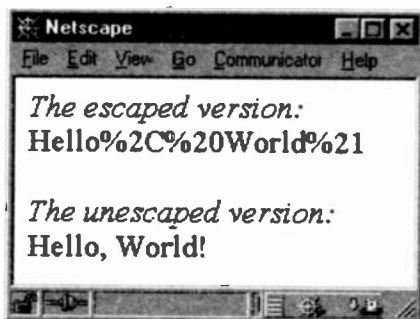 Netscape
File Edit View Go Communicator Help
The escaped version:
Hello%2C%20World%21
The unescaped version:
Hello, World!